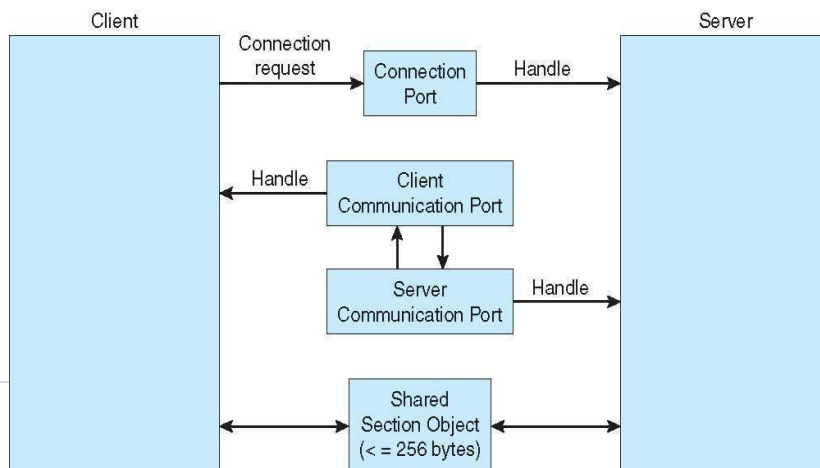 Client
Server
Connection
request
Connection
Port
Handle
Handle
Client
Communication Port
Server
Communication Port
Handle
Shared
Section Object
(< = 256 bytes)